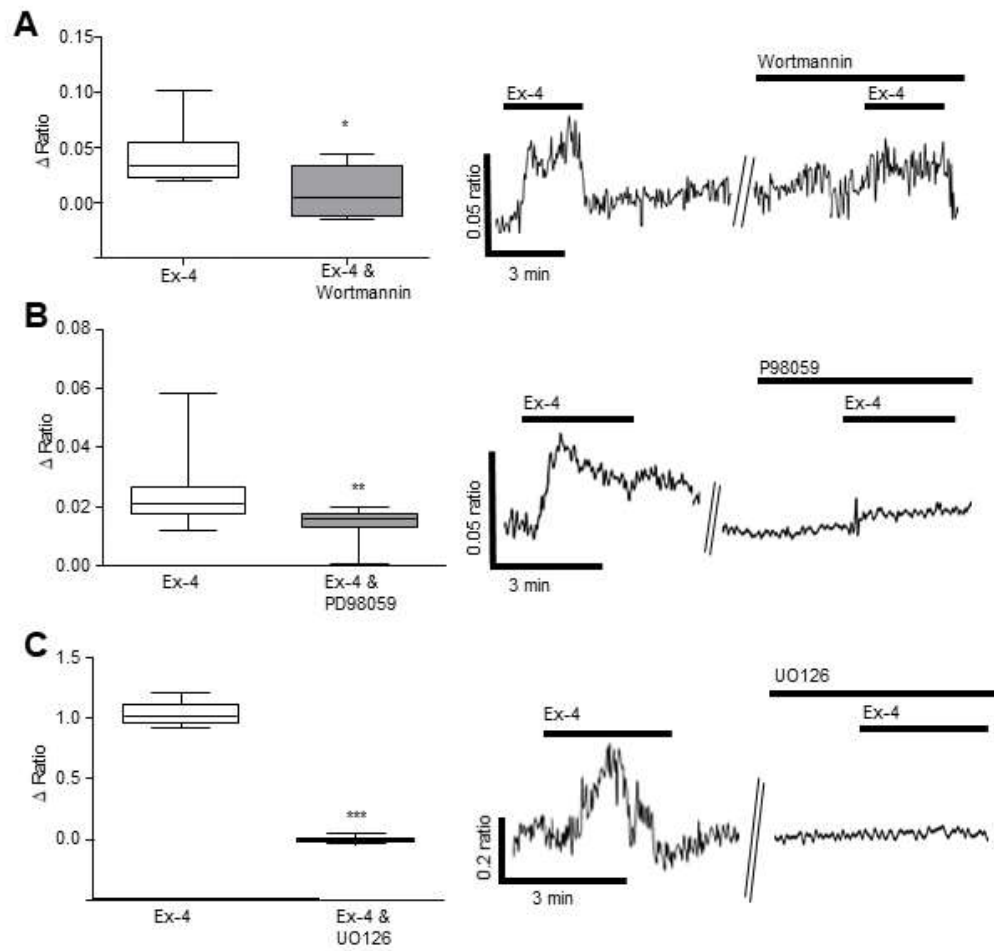 A
0.15
0.10
0.05
0.00
Δ Ratio
*
Ex-4
Ex-4 &
Wortmannin
Wortmannin
Ex-4
Ex-4
0.05 ratio
3 min
B
0.08
0.06
0.04
0.02
0.00
Δ Ratio
**
Ex-4
Ex-4 &
PD98059
P98059
Ex-4
Ex-4
0.05 ratio
3 min
C
1.5
1.0
0.5
0.0
Δ Ratio
***
Ex-4
Ex-4 &
UO126
UO126
Ex-4
Ex-4
0.2 ratio
3 min